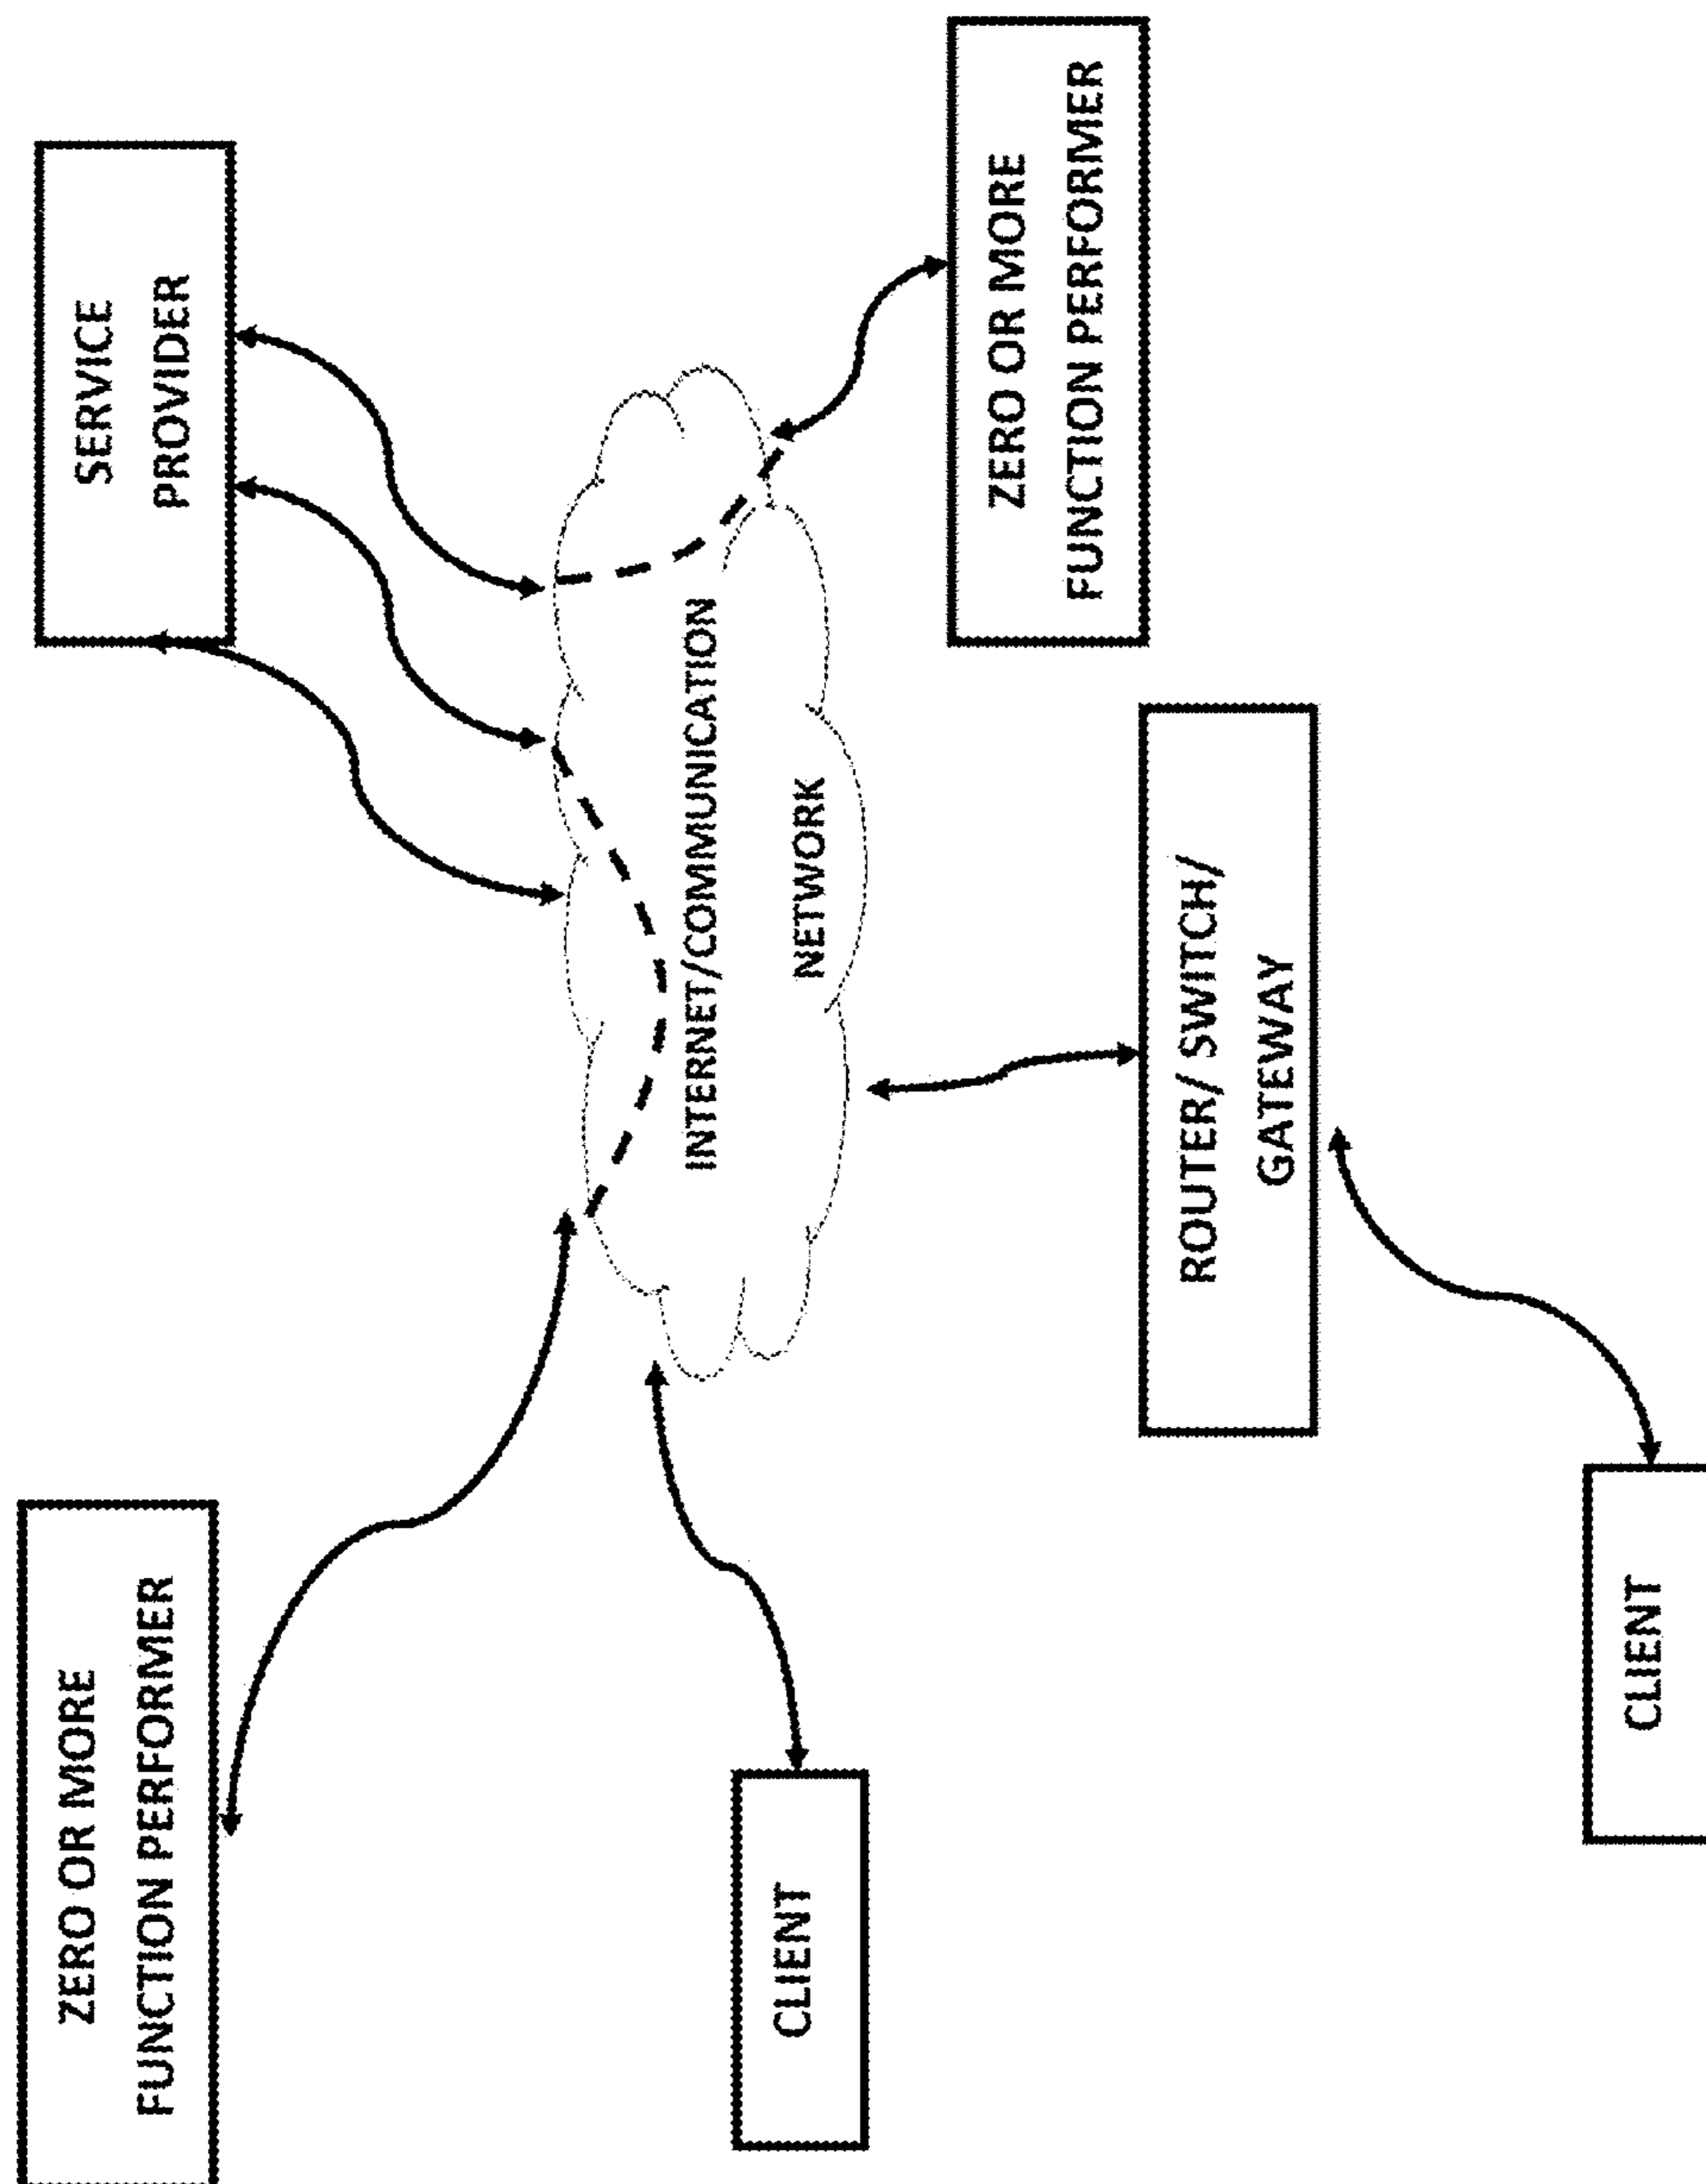 ZERO OR MORE
FUNCTION PERFORMER
SERVICE
PROVIDER
INTERNET/COMMUNICATION
NETWORK
CLIENT
ZERO OR MORE
FUNCTION PERFORMER
ROUTER/ SWITCH/
GATEWAY
CLIENT